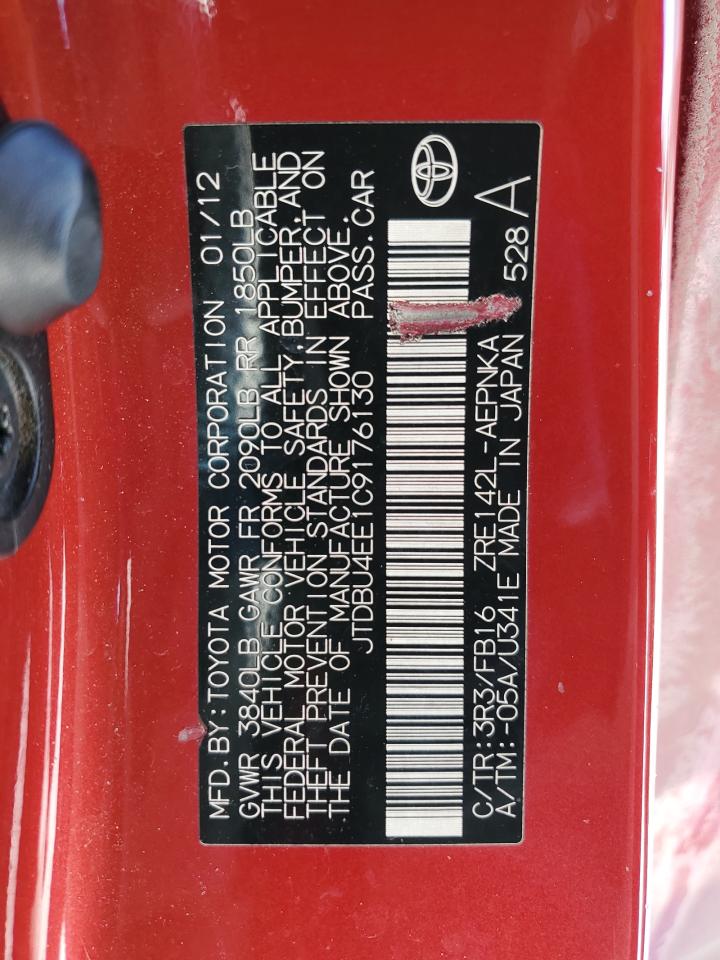 MFD.BY:TOYOTA MOTOR CORPORATION 01/12
GVWR 3840LB GAWR FR 2090LB RR 1850LB
THIS VEHICLE CONFORMS TO ALL APPLICABLE
FEDERAL MOTOR VEHICLE SAFETY,BUMPER,AND
THEFT PREVENTION STANDARDS IN EFFECT ON
THE DATE OF MANUFACTURE SHOWN ABOVE.
JTDBU4EE1C9176130 PASS.CAR
C/TR:3R3/FB16 ZRE142L-AEPNKA 528 A
A/TM:-05A/U341E MADE IN JAPAN